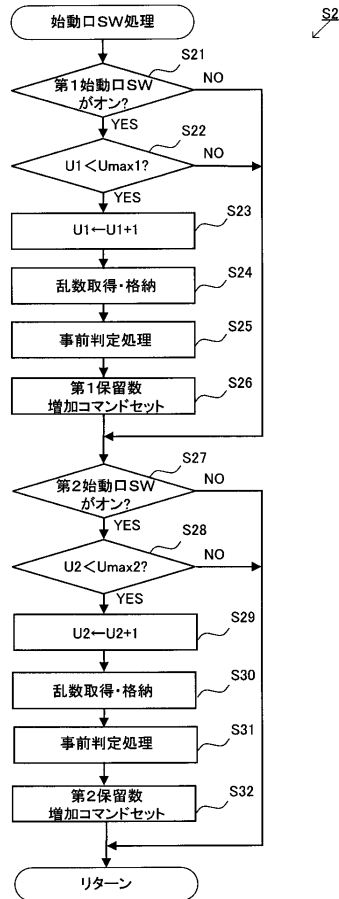 始動口SW処理
S2
S21
第1始動口SW
がオン?
NO
YES
S22
U1<Umax1?
NO
YES
S23
U1←U1+1
S24
乱数取得・格納
S25
事前判定処理
S26
第1保留数
増加コマンドセット
S27
第2始動口SW
がオン?
NO
YES
S28
U2<Umax2?
NO
YES
S29
U2←U2+1
S30
乱数取得・格納
S31
事前判定処理
S32
第2保留数
増加コマンドセット
リターン